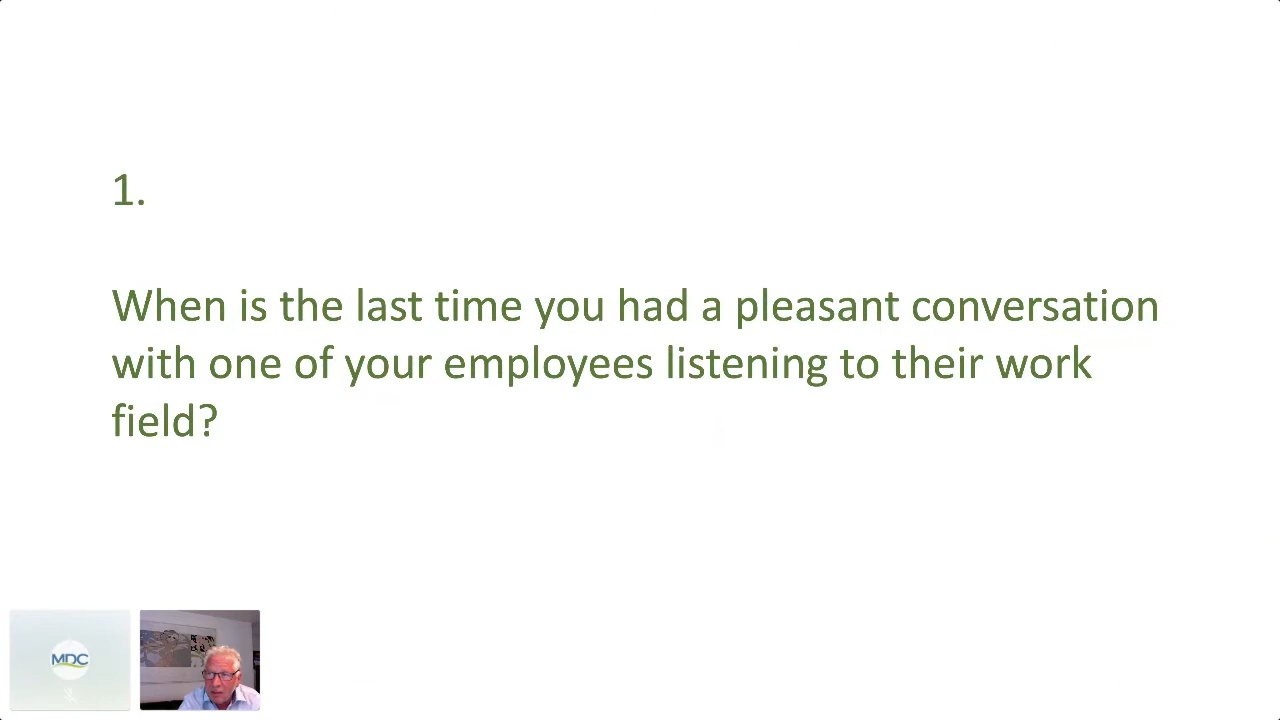 1.
When is the last time you had a pleasant conversation
with one of your employees listening to their work
field?
MDC